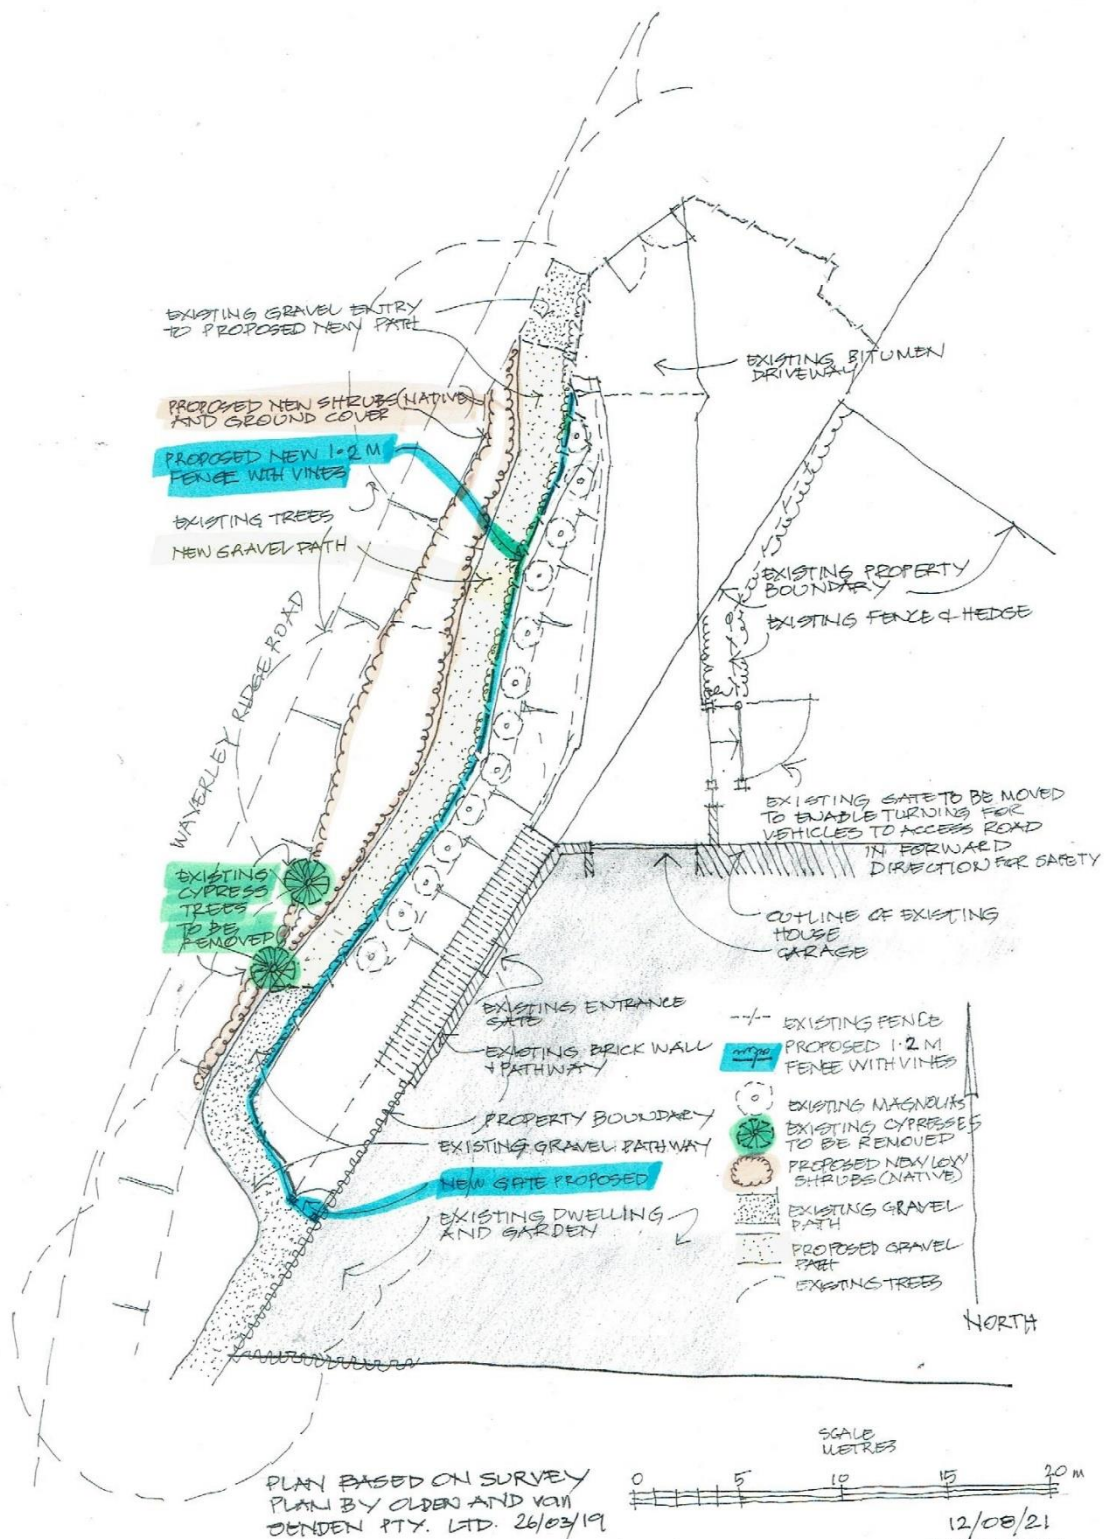 EXISTING GRAVEL ENTRY
TO PROPOSED NEW PATH
EXISTING BITUMEN
DRIVEWAY
PROPOSED NEW SHRUBS (NATIVE)
AND GROUND COVER
PROPOSED NEW 1.2 M
FENCE WITH VINES
EXISTING TREES
NEW GRAVEL PATH
EXISTING PROPERTY
BOUNDARY
EXISTING FENCE & HEDGE
WAVERLEY RIDGE ROAD
EXISTING GATE TO BE MOVED
TO ENABLE TURNING FOR
VEHICLES TO ACCESS ROAD
IN FORWARD
DIRECTION FOR SAFETY
EXISTING
CYPRESS
TREES
TO BE
REMOVED
OUTLINE OF EXISTING
HOUSE
GARAGE
EXISTING ENTRANCE
GATE
EXISTING BRICK WALL
+ PATHWAY
PROPERTY BOUNDARY
EXISTING GRAVEL PATHWAY
NEW GATE PROPOSED
EXISTING DWELLING
AND GARDEN
EXISTING FENCE
PROPOSED 1.2 M
FENCE WITH VINES
EXISTING MAGNOLIAS
EXISTING CYPRESSES
TO BE REMOVED
PROPOSED NEW LOW
SHRUBS (NATIVE)
EXISTING GRAVEL
PATH
PROPOSED GRAVEL
PATH
EXISTING TREES
NORTH
SCALE
METRES
0 5 10 15 20 m
PLAN BASED ON SURVEY
PLAN BY OLDEN AND van
SENDEN PTY. LTD. 26/03/19
12/08/21